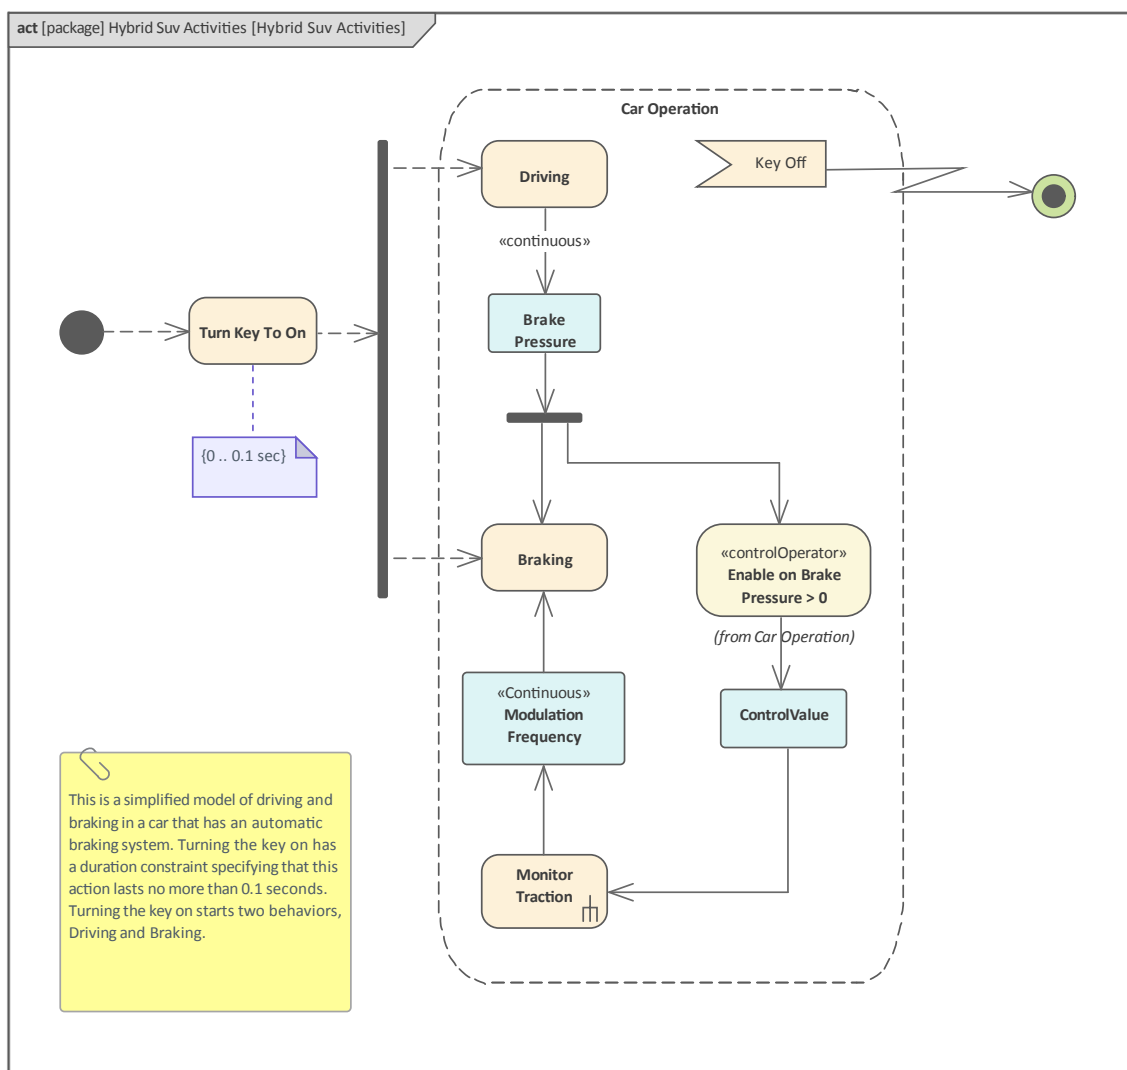 act [package] Hybrid Suv Activities [Hybrid Suv Activities]
Car Operation
Driving
Key Off
«continuous»
Brake
Pressure
Turn Key To On
{0 .. 0.1 sec}
Braking
«controlOperator»
Enable on Brake
Pressure > 0
(from Car Operation)
«Continuous»
Modulation
Frequency
ControlValue
This is a simplified model of driving and
braking in a car that has an automatic
braking system. Turning the key on has
a duration constraint specifying that this
action lasts no more than 0.1 seconds.
Turning the key on starts two behaviors,
Driving and Braking.
Monitor
Traction